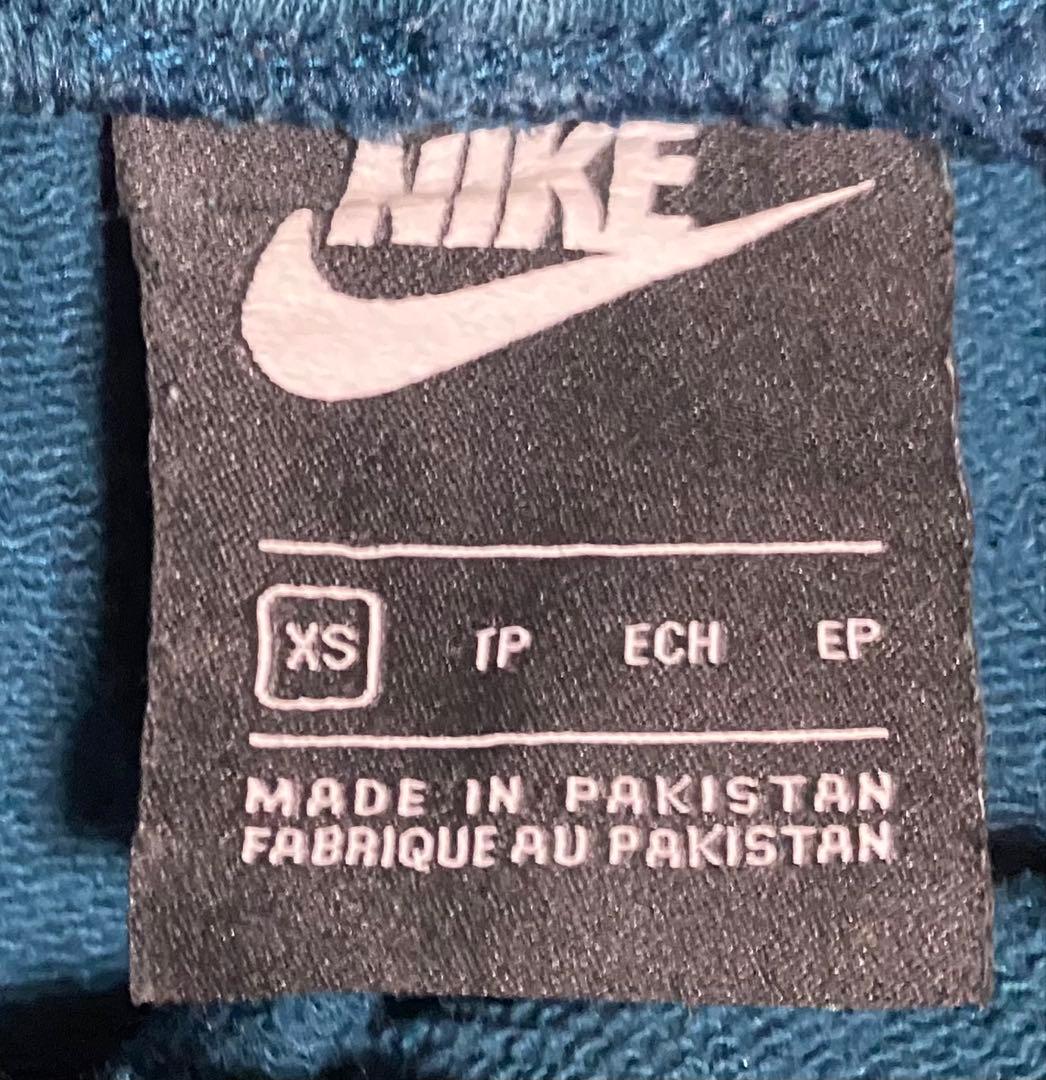 NIKE
XS TP ECH EP
MADE IN PAKISTAN
FABRIQUE AU PAKISTAN